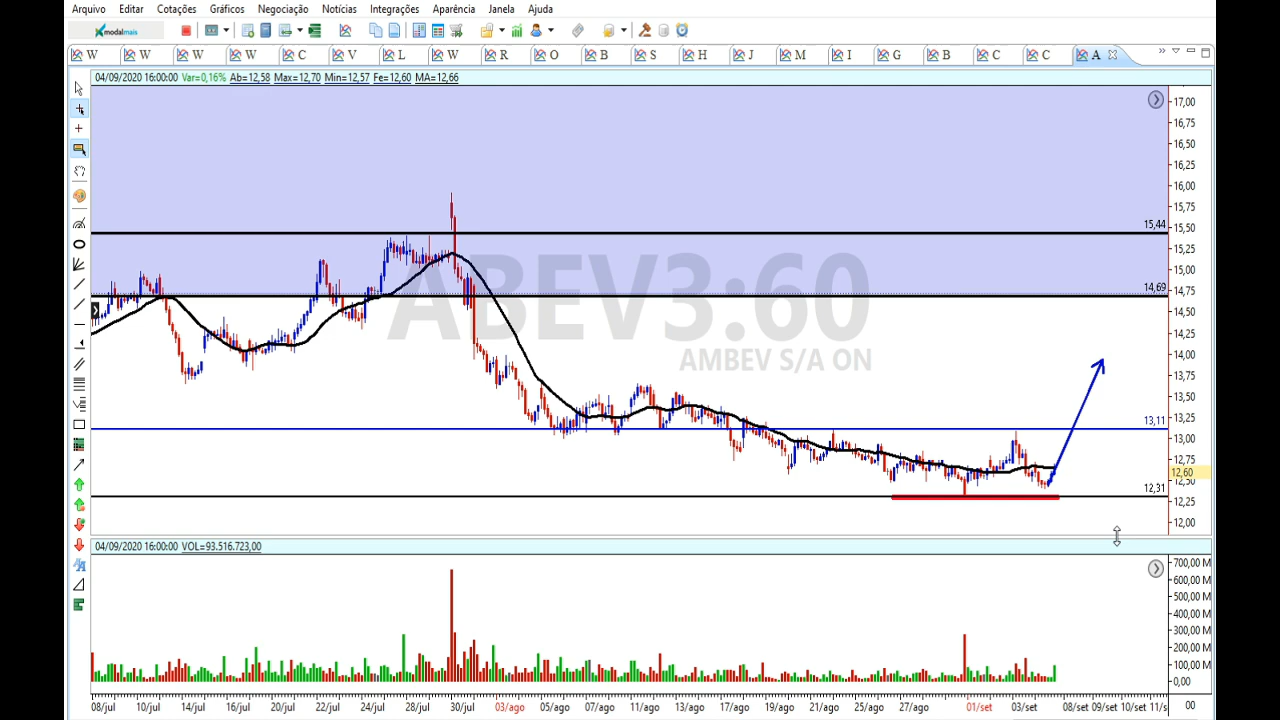 Arquivo Editar Cotações Gráficos Negociação Notícias Integrações Aparência Janela Ajuda
modalmais
W W W W C V L W R O B S H J M I G B C C A
04/09/2020 16:00:00 Var=0,16% Ab=12,58 Max=12,70 Min=12,57 Fe=12,60 MA=12,66
17,00
16,75
16,50
16,25
16,00
15,75
15,44
15,50
15,25
15,00
14,69
14,75
14,50
14,25
14,00
13,75
13,50
13,11
13,25
13,00
12,75
12,60
12,50
12,31
12,25
12,00
ABEV3:60
AMBEV S/A ON
04/09/2020 16:00:00 VOL=93.516.723,00
700,00 M
600,00 M
500,00 M
400,00 M
300,00 M
200,00 M
100,00 M
0,00
08/jul 10/jul 14/jul 16/jul 20/jul 22/jul 24/jul 28/jul 30/jul 03/ago 05/ago 07/ago 11/ago 13/ago 17/ago 19/ago 21/ago 25/ago 27/ago 01/set 03/set 08/set 09/set 10/set 11/s 00